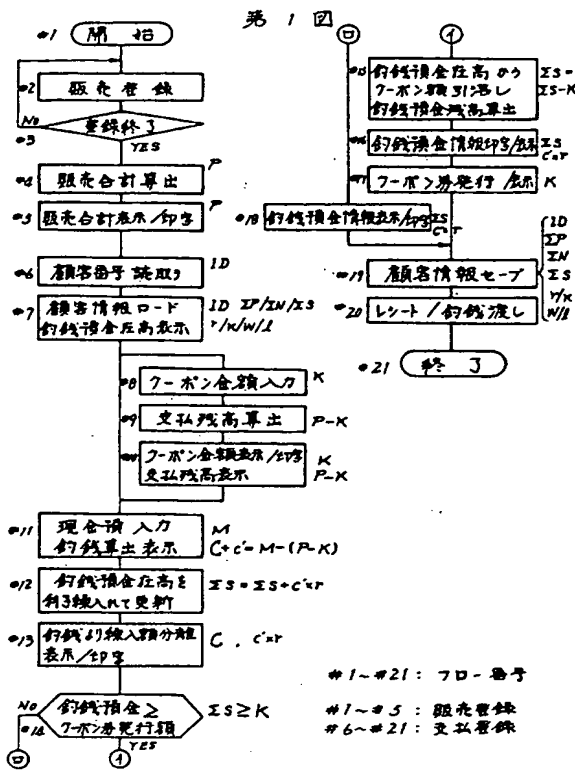 第 1 図
#1 開 始
#2 販 売 登 録
NO
#3 登録終了
YES
#4 販売合計算出 P
#5 販売合計表示/印字 P
#6 顧客番号読取り ID
#7 顧客情報ロード ID ΣP/ΣN/ΣS
釣銭預金在高表示 r/K/W/l
#8 クーポン金額入力 K
#9 支払残高算出 P-K
クーポン金額表示/印字 K
支払残高表示 P-K
#11 現金預入力 M
釣銭算出表示 C+c'=M-(P-K)
#12 釣銭預金在高を
利子繰入れて更新 ΣS=ΣS+c'×r
#13 釣銭より繰入額分離
表示/印字 C, c'×r
NO
#14 釣銭預金≧
クーポン券発行額 ΣS≧K
YES
ロ
イ
ロ
イ
#15 釣銭預金在高から ΣS=
クーポン額引落し ΣS-K
釣銭預金残高算出
#16 釣銭預金情報印字/表示 ΣS
c'×r
#17 クーポン券発行/表示 K
#18 釣銭預金情報表示/印字 ΣS
c'×r
#19 顧客情報セーブ
ID
ΣP
ΣN
ΣS
r/K
W/l
#20 レシート/釣銭渡し
#21 終 了
#1~#21: フロー番号
#1~#5: 販売登録
#6~#21: 支払登録